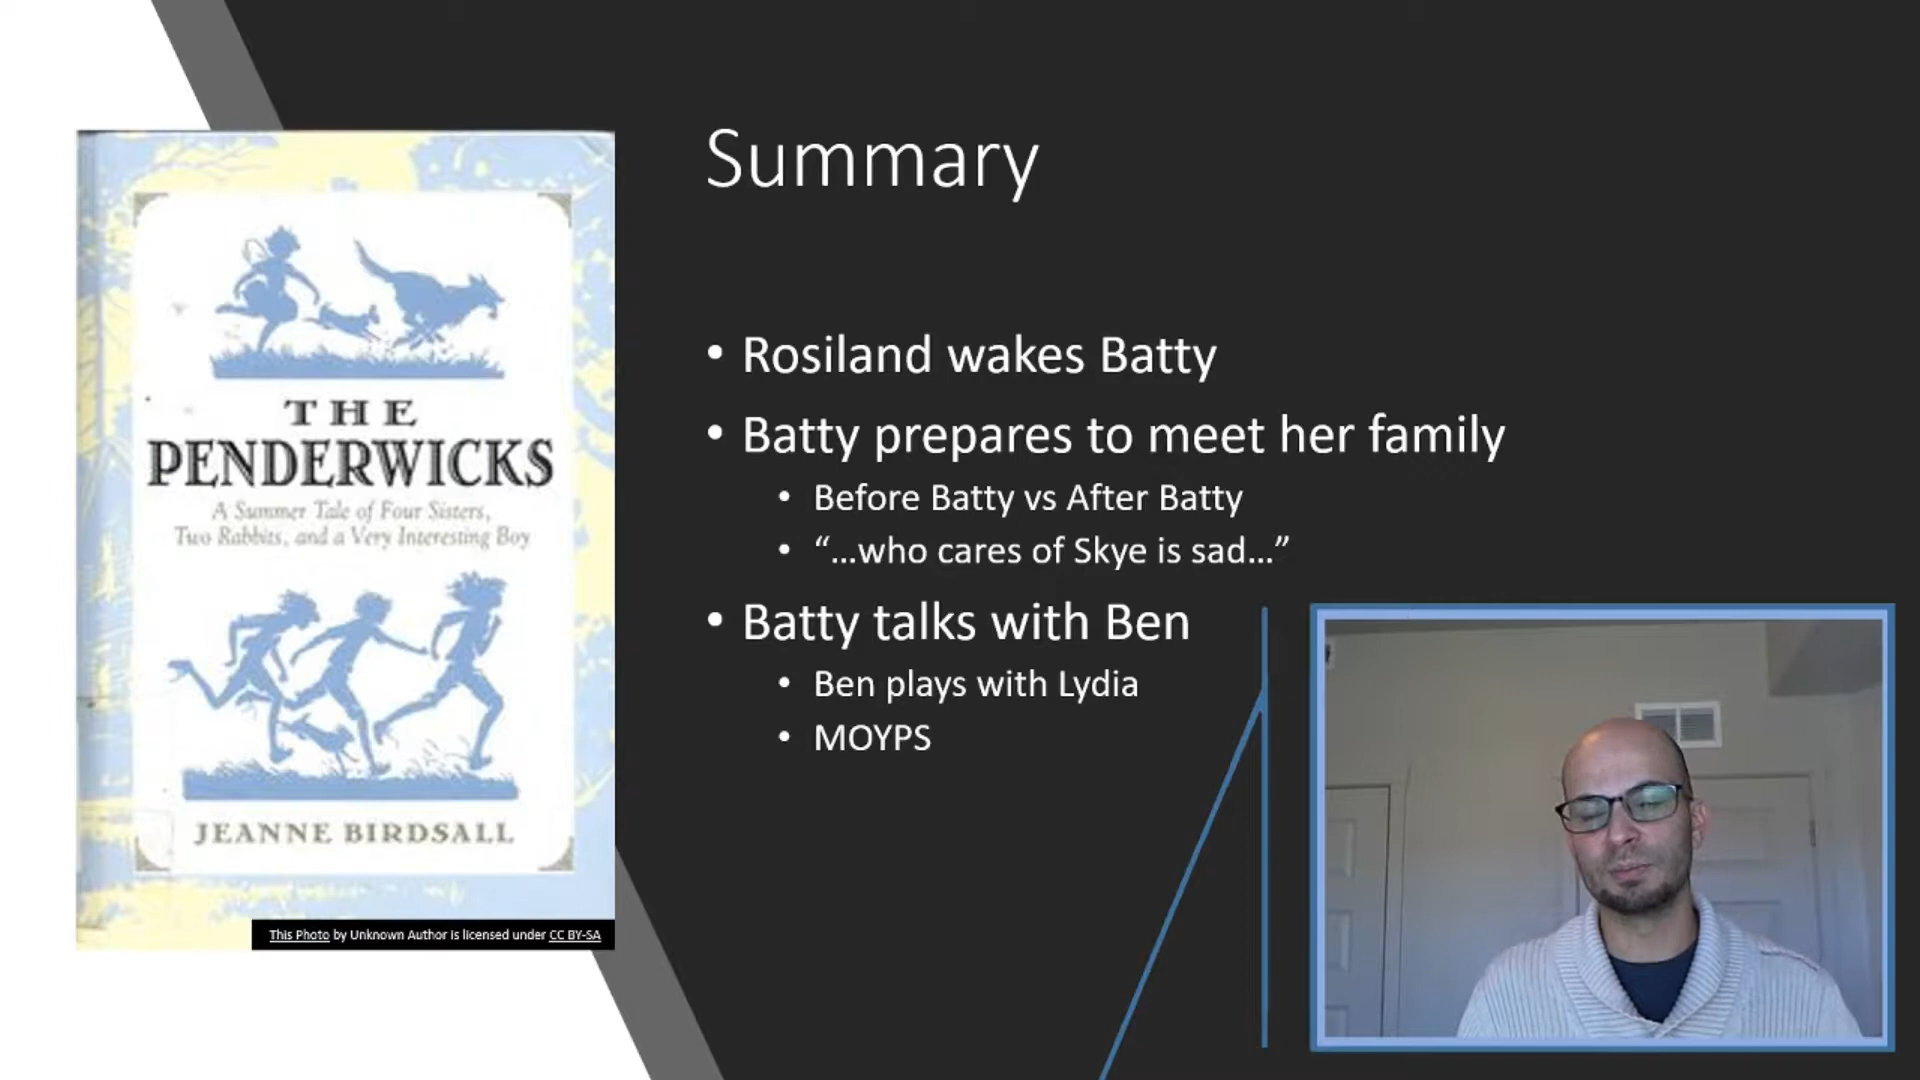 THE
PENDERWICKS
A Summer Tale of Four Sisters,
Two Rabbits, and a Very Interesting Boy
JEANNE BIRDSALL
This Photo by Unknown Author is licensed under CC BY-SA
Summary
• Rosiland wakes Batty
• Batty prepares to meet her family
• Before Batty vs After Batty
• “...who cares of Skye is sad...”
• Batty talks with Ben
• Ben plays with Lydia
• MOYPS